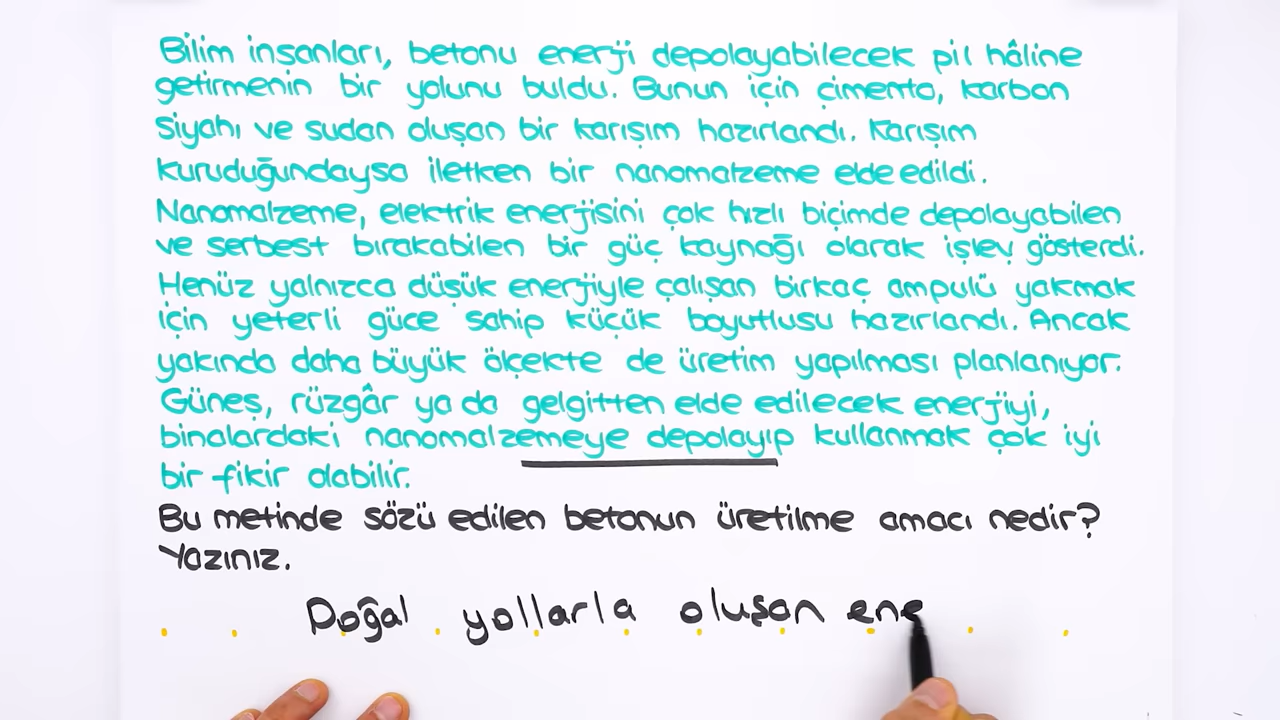 Bilim insanları, betonu enerji depolayabilecek pil hâline
getirmenin bir yolunu buldu. Bunun için çimento, karbon
siyahı ve sudan oluşan bir karışım hazırlandı. Karışım
kuruduğundaysa iletken bir nanomalzeme elde edildi.
Nanomalzeme, elektrik enerjisini çok hızlı biçimde depolayabilen
ve serbest bırakabilen bir güç kaynağı olarak işlev gösterdi.
Henüz yalnızca düşük enerjiyle çalışan birkaç ampulü yakmak
için yeterli güce sahip küçük boyutlusu hazırlandı. Ancak
yakında daha büyük ölçekte de üretim yapılması planlanıyor.
Güneş, rüzgâr ya da gelgitten elde edilecek enerjiyi,
binalardaki nanomalzemeye depolayıp kullanmak çok iyi
bir fikir olabilir.
Bu metinde sözü edilen betonun üretilme amacı nedir?
Yazınız.
Doğal yollarla oluşan ene